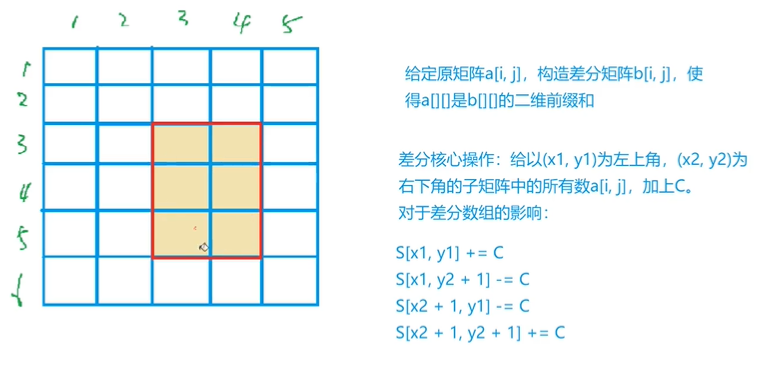 1 2 3 4 5
1
2
3
4
5
给定原矩阵a[i, j]，构造差分矩阵b[i, j]，使
得a[][]是b[][]的二维前缀和
差分核心操作：给以(x1, y1)为左上角，(x2, y2)为
右下角的子矩阵中的所有数a[i, j]，加上C。
对于差分数组的影响：
S[x1, y1] += C
S[x1, y2 + 1] -= C
S[x2 + 1, y1] -= C
S[x2 + 1, y2 + 1] += C